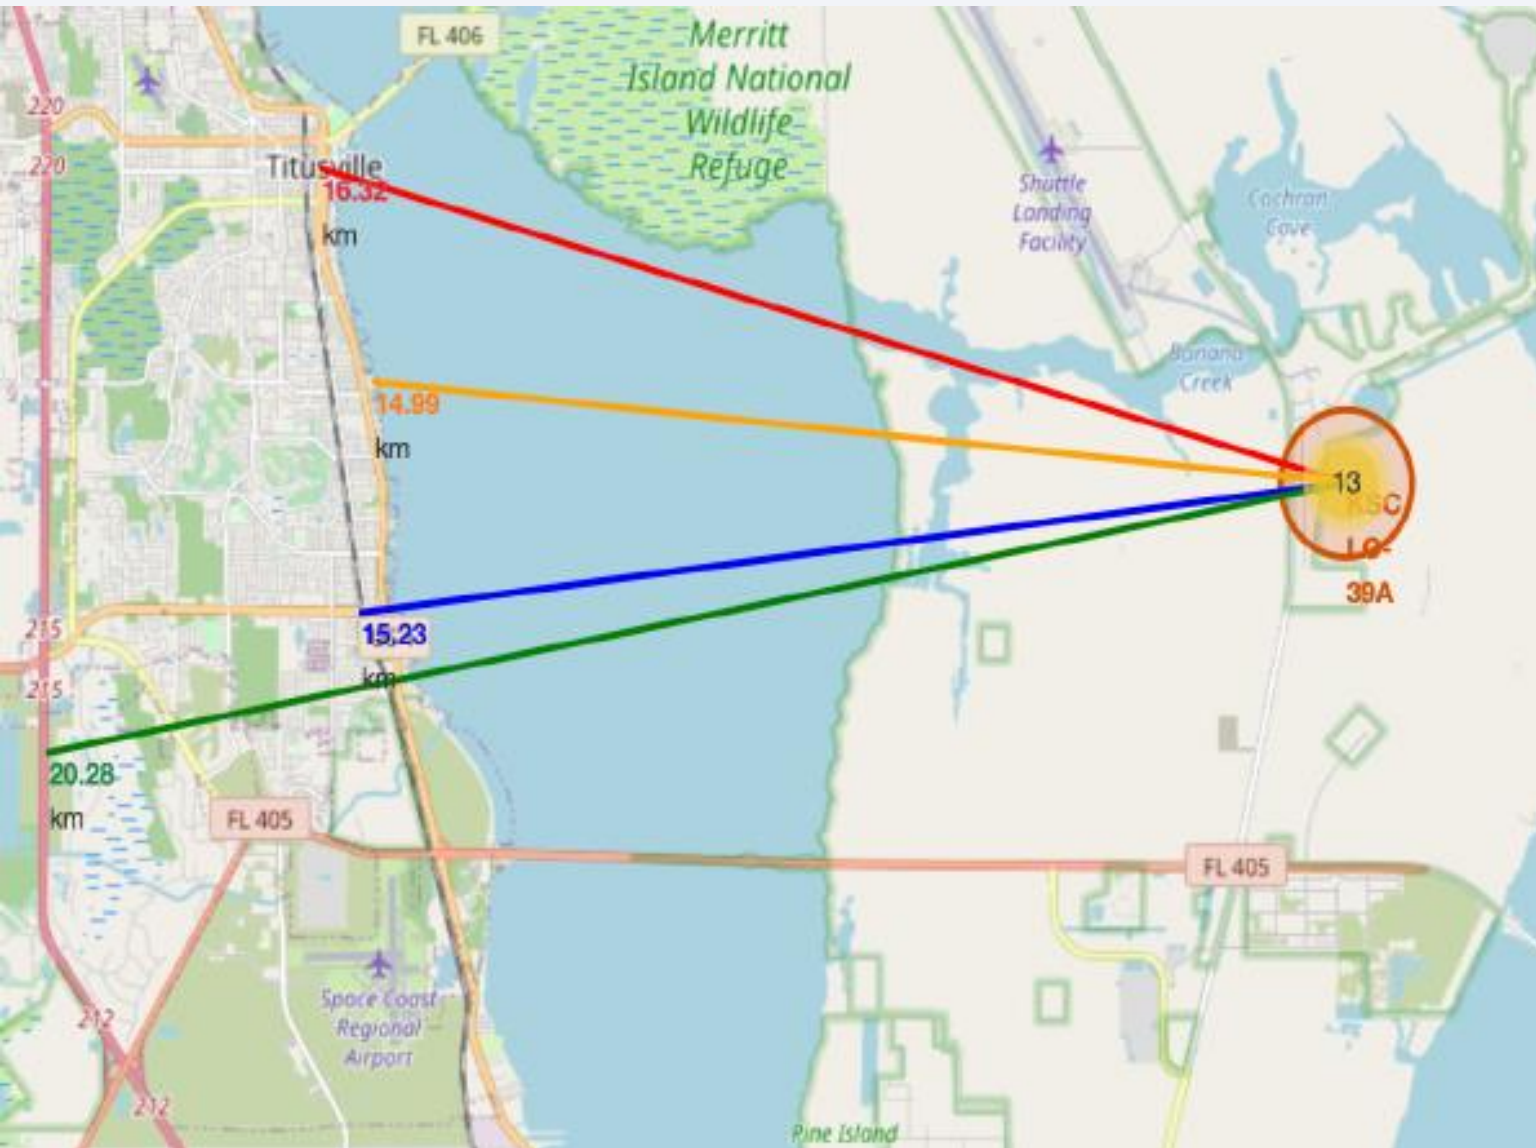 FL 406
Merritt
Island National
Wildlife
Refuge
220
Titusville
220
16.32
km
Shuttle
Landing
Facility
Cochran
Cove
Banana
Creek
14.99
km
13
KSC
LC-
39A
215
15.23
km
215
20.28
km
FL 405
FL 405
Space Coast
Regional
Airport
212
212
Pine Island